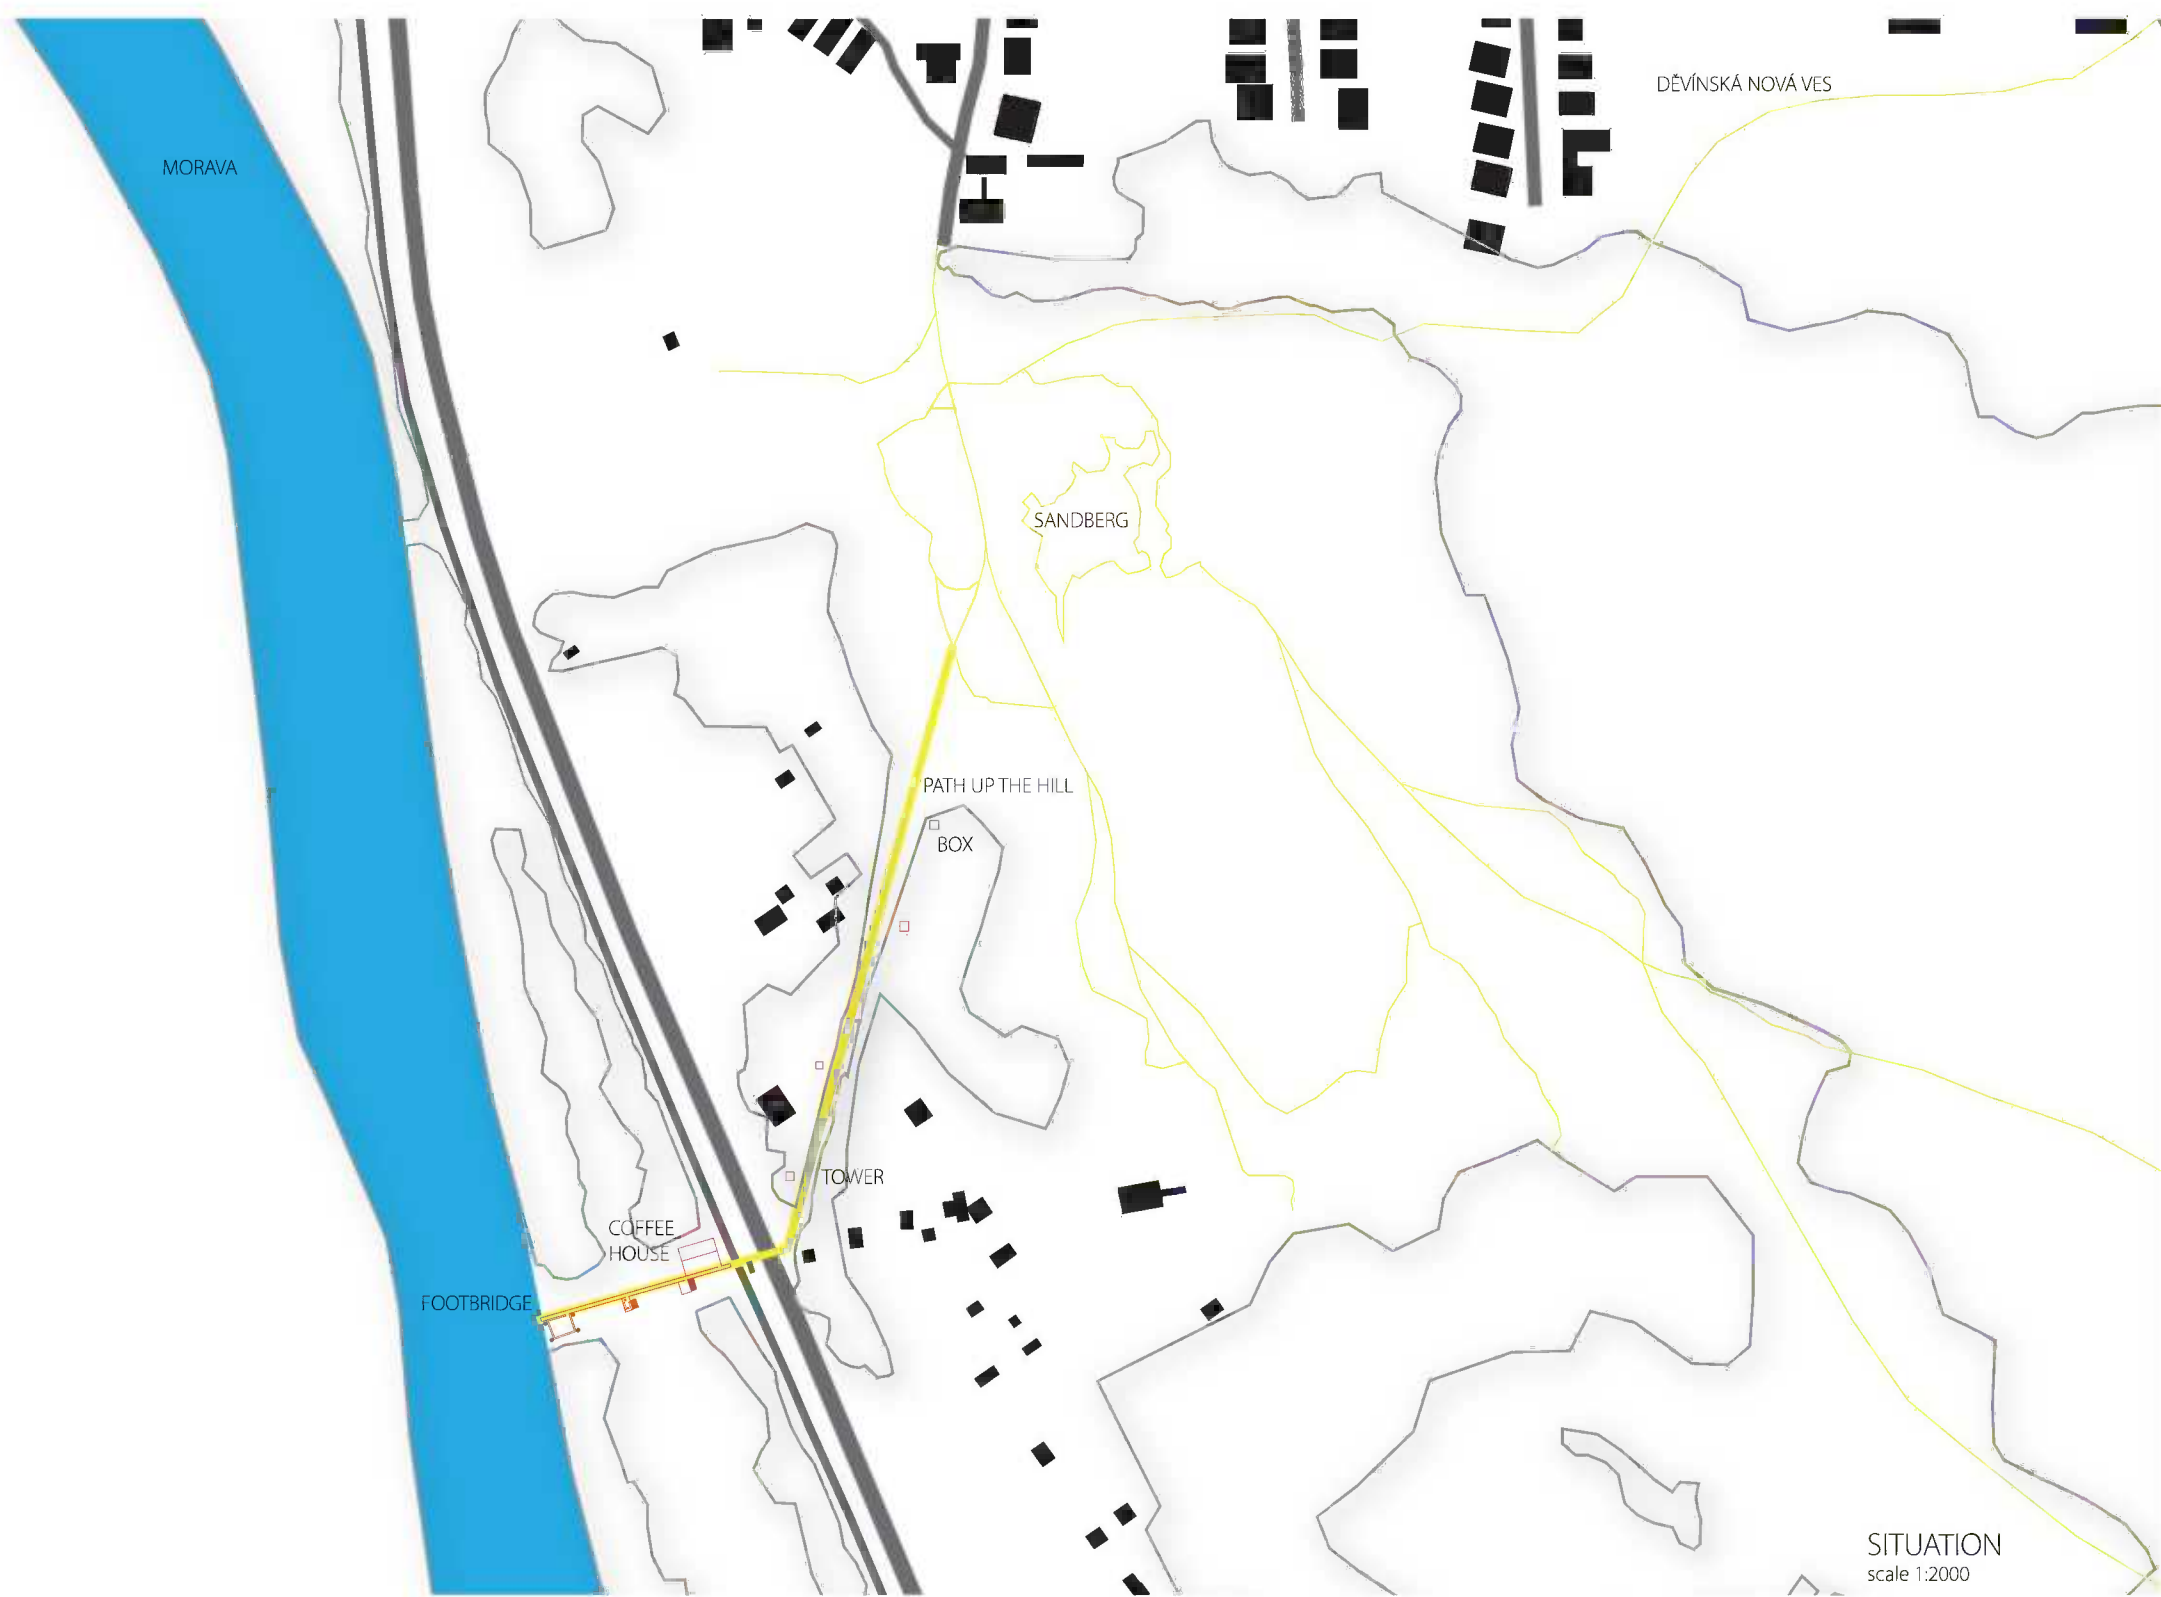 DĚVÍNSKÁ NOVÁ VES
MORAVA
SANDBERG
PATH UP THE HILL
BOX
TOWER
COFFEE
HOUSE
FOOTBRIDGE
SITUATION
scale 1:2000